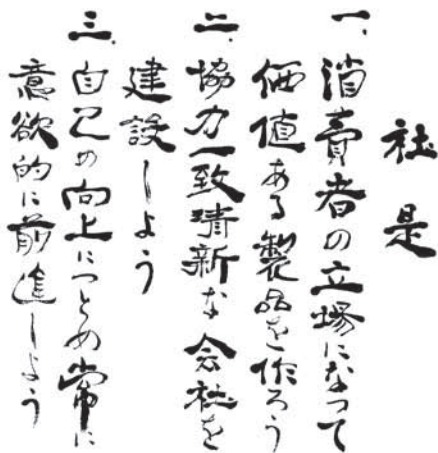 社是
一、消費者の立場になって
価値ある製品を作ろう
二、協力一致清新な会社を
建設しよう
三、自己の向上につとめ常に
意欲的に前進しよう